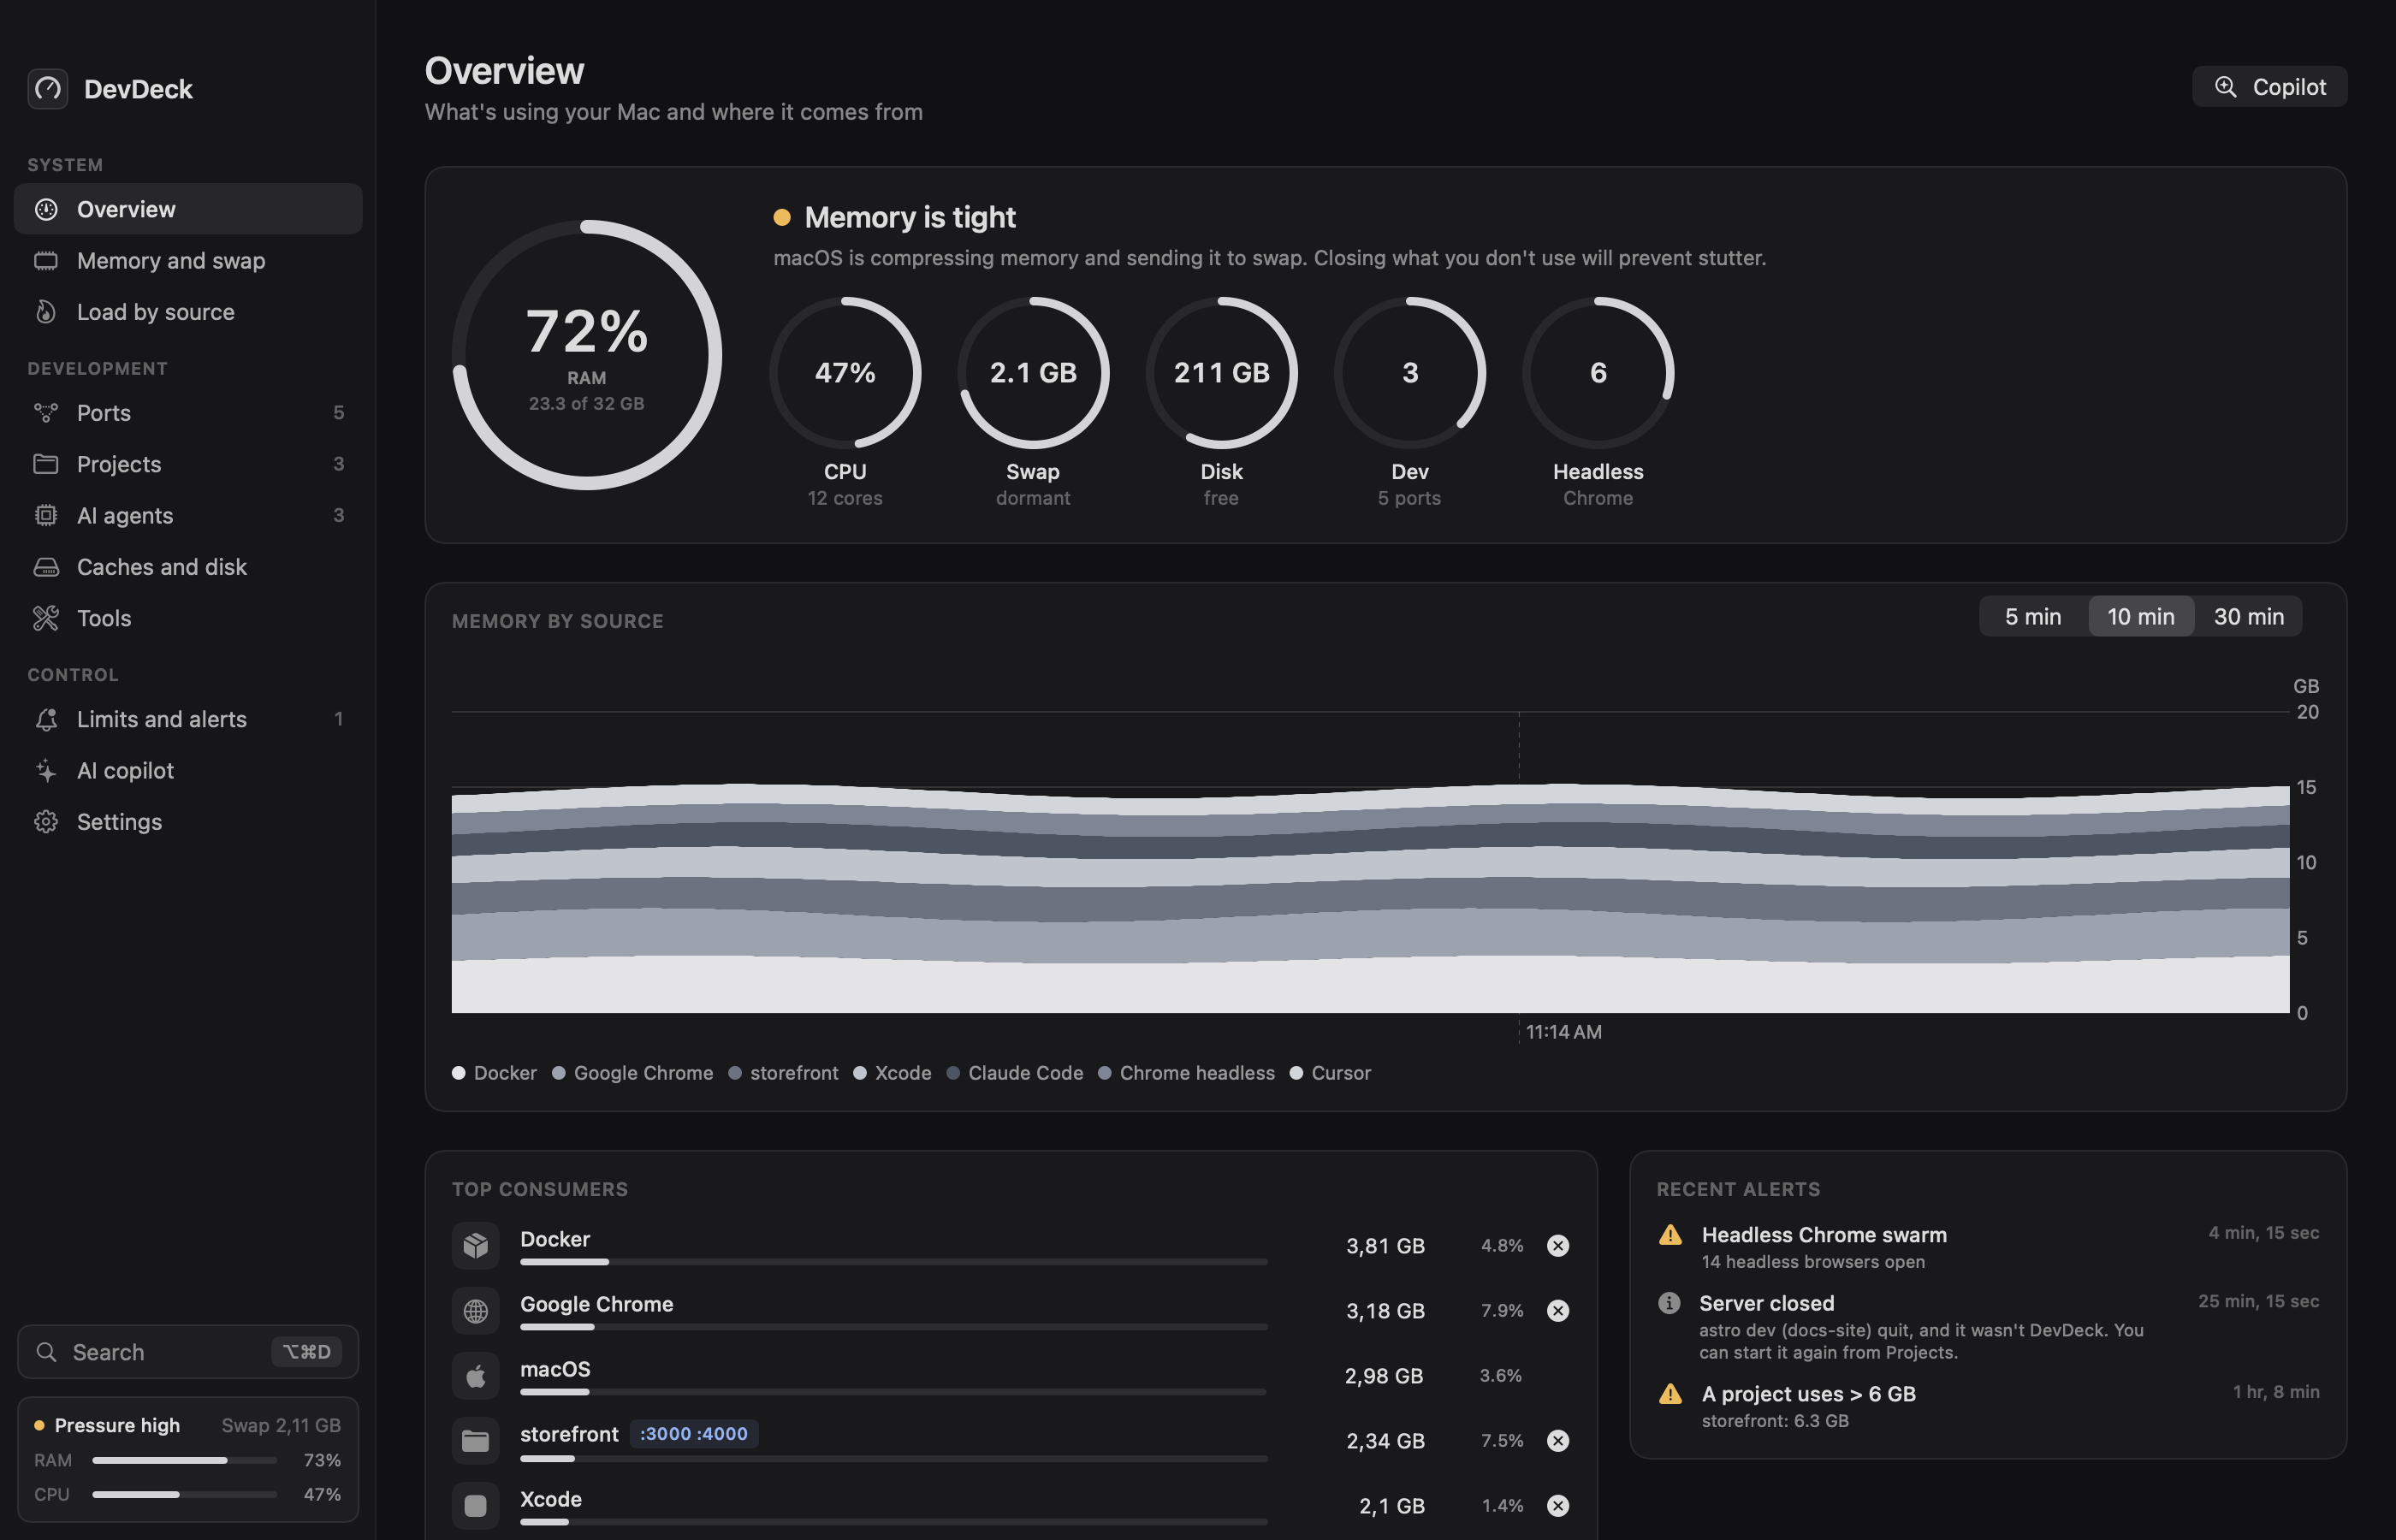 DevDeck
SYSTEM
Overview
Memory and swap
Load by source
DEVELOPMENT
Ports 5
Projects 3
AI agents 3
Caches and disk
Tools
CONTROL
Limits and alerts 1
AI copilot
Settings
Search ⌥⌘D
Pressure high Swap 2,11 GB
RAM 73%
CPU 47%
Overview
What's using your Mac and where it comes from
Copilot
72%
RAM
23.3 of 32 GB
Memory is tight
macOS is compressing memory and sending it to swap. Closing what you don't use will prevent stutter.
47%
CPU
12 cores
2.1 GB
Swap
dormant
211 GB
Disk
free
3
Dev
5 ports
6
Headless
Chrome
MEMORY BY SOURCE
5 min 10 min 30 min
GB
20
15
10
5
0
11:14 AM
Docker Google Chrome storefront Xcode Claude Code Chrome headless Cursor
TOP CONSUMERS
Docker 3,81 GB 4.8%
Google Chrome 3,18 GB 7.9%
macOS 2,98 GB 3.6%
storefront :3000 :4000 2,34 GB 7.5%
Xcode 2,1 GB 1.4%
RECENT ALERTS
Headless Chrome swarm 4 min, 15 sec
14 headless browsers open
Server closed 25 min, 15 sec
astro dev (docs-site) quit, and it wasn't DevDeck. You
can start it again from Projects.
A project uses > 6 GB 1 hr, 8 min
storefront: 6.3 GB